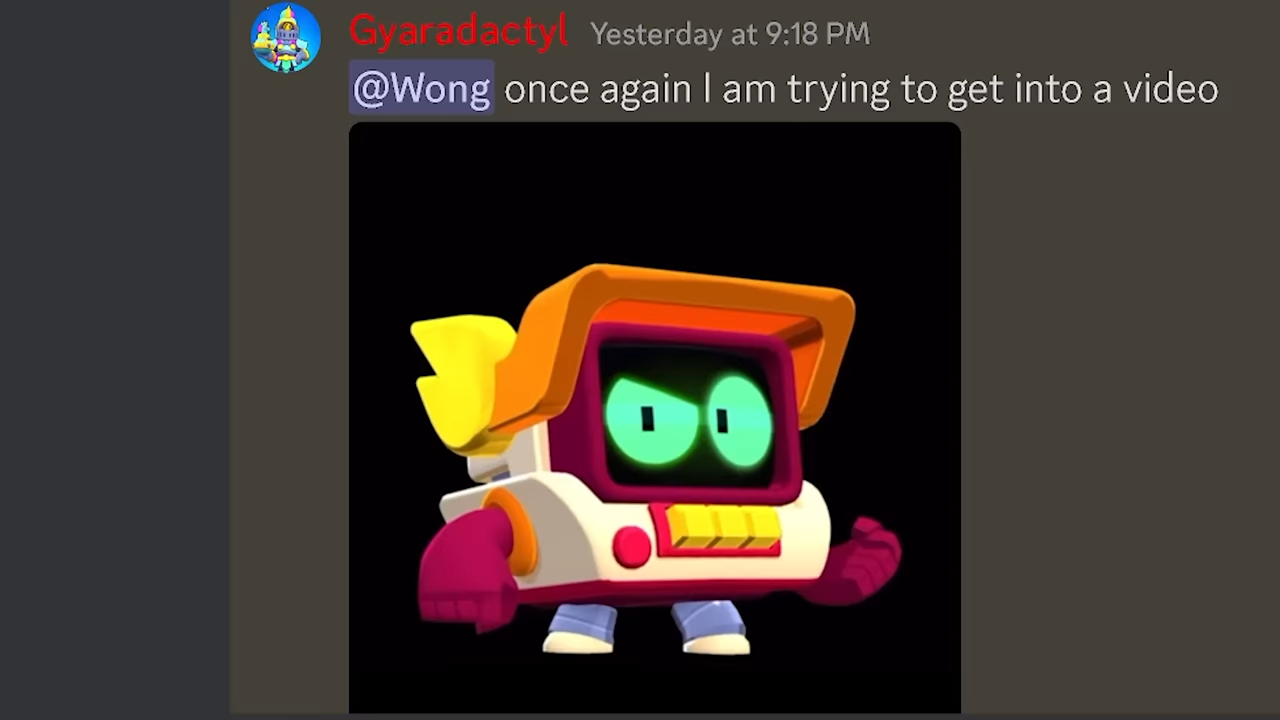 Gyaradactyl Yesterday at 9:18 PM
@Wong once again I am trying to get into a video